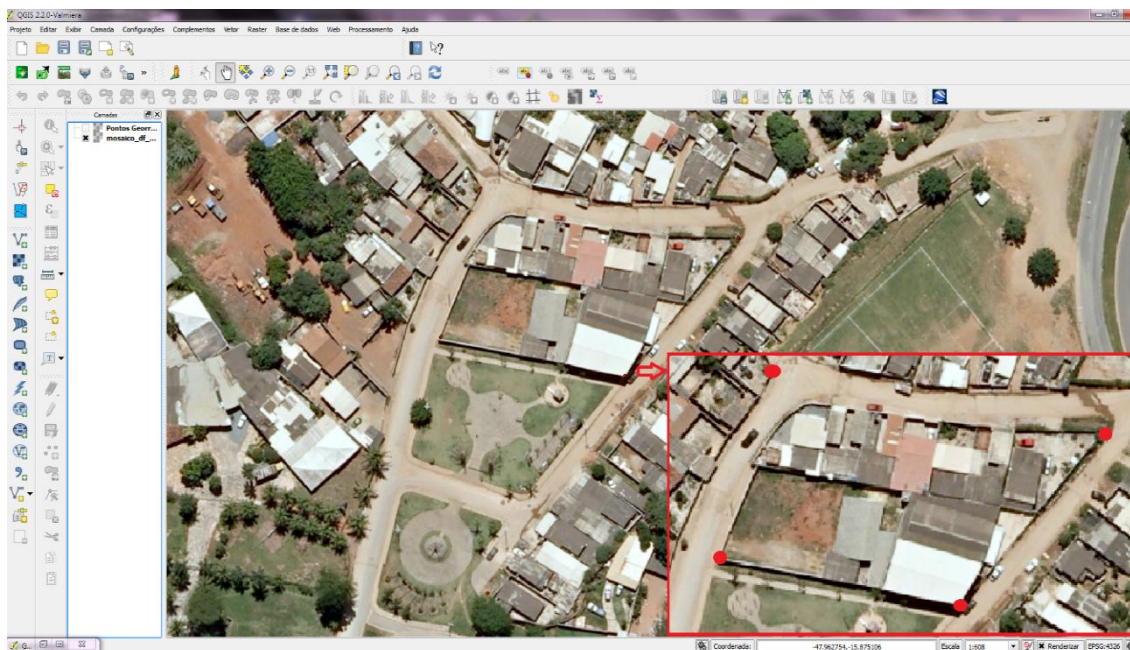 QGIS 2.2.0-Valmiera
Projeto Editar Exibir Camada Configurações Complementos Vetor Raster Base de dados Web Processamento Ajuda
Camadas
Pontos Georr...
mosaico_df_...
Coordenada: -47.962754,-15.875106 Escala 1:608 Renderizar EPSG:4326